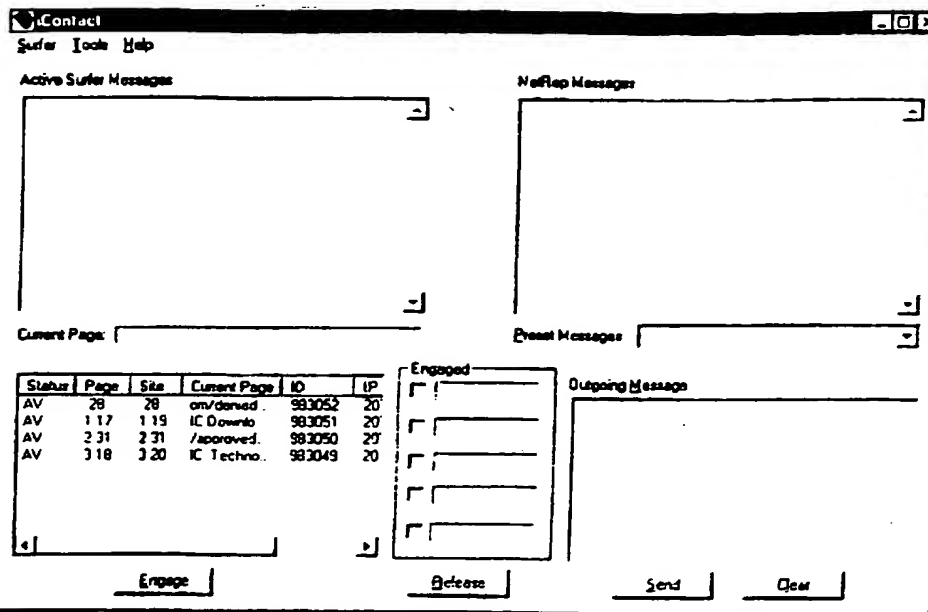 iContact
Surfer Tools Help
Active Surfer Messages
NetRep Messages
Current Page:
Preset Messages
Status Page Site Current Page ID IP
AV 28 28 om/denied . 983052 20
AV 1 17 1 19 IC Downlo 983051 20
AV 2 31 2 31 /approved. 983050 20
AV 3 18 3 20 IC Techno.. 983049 20
Engaged
Outgoing Message
Engage
Release
Send
Clear